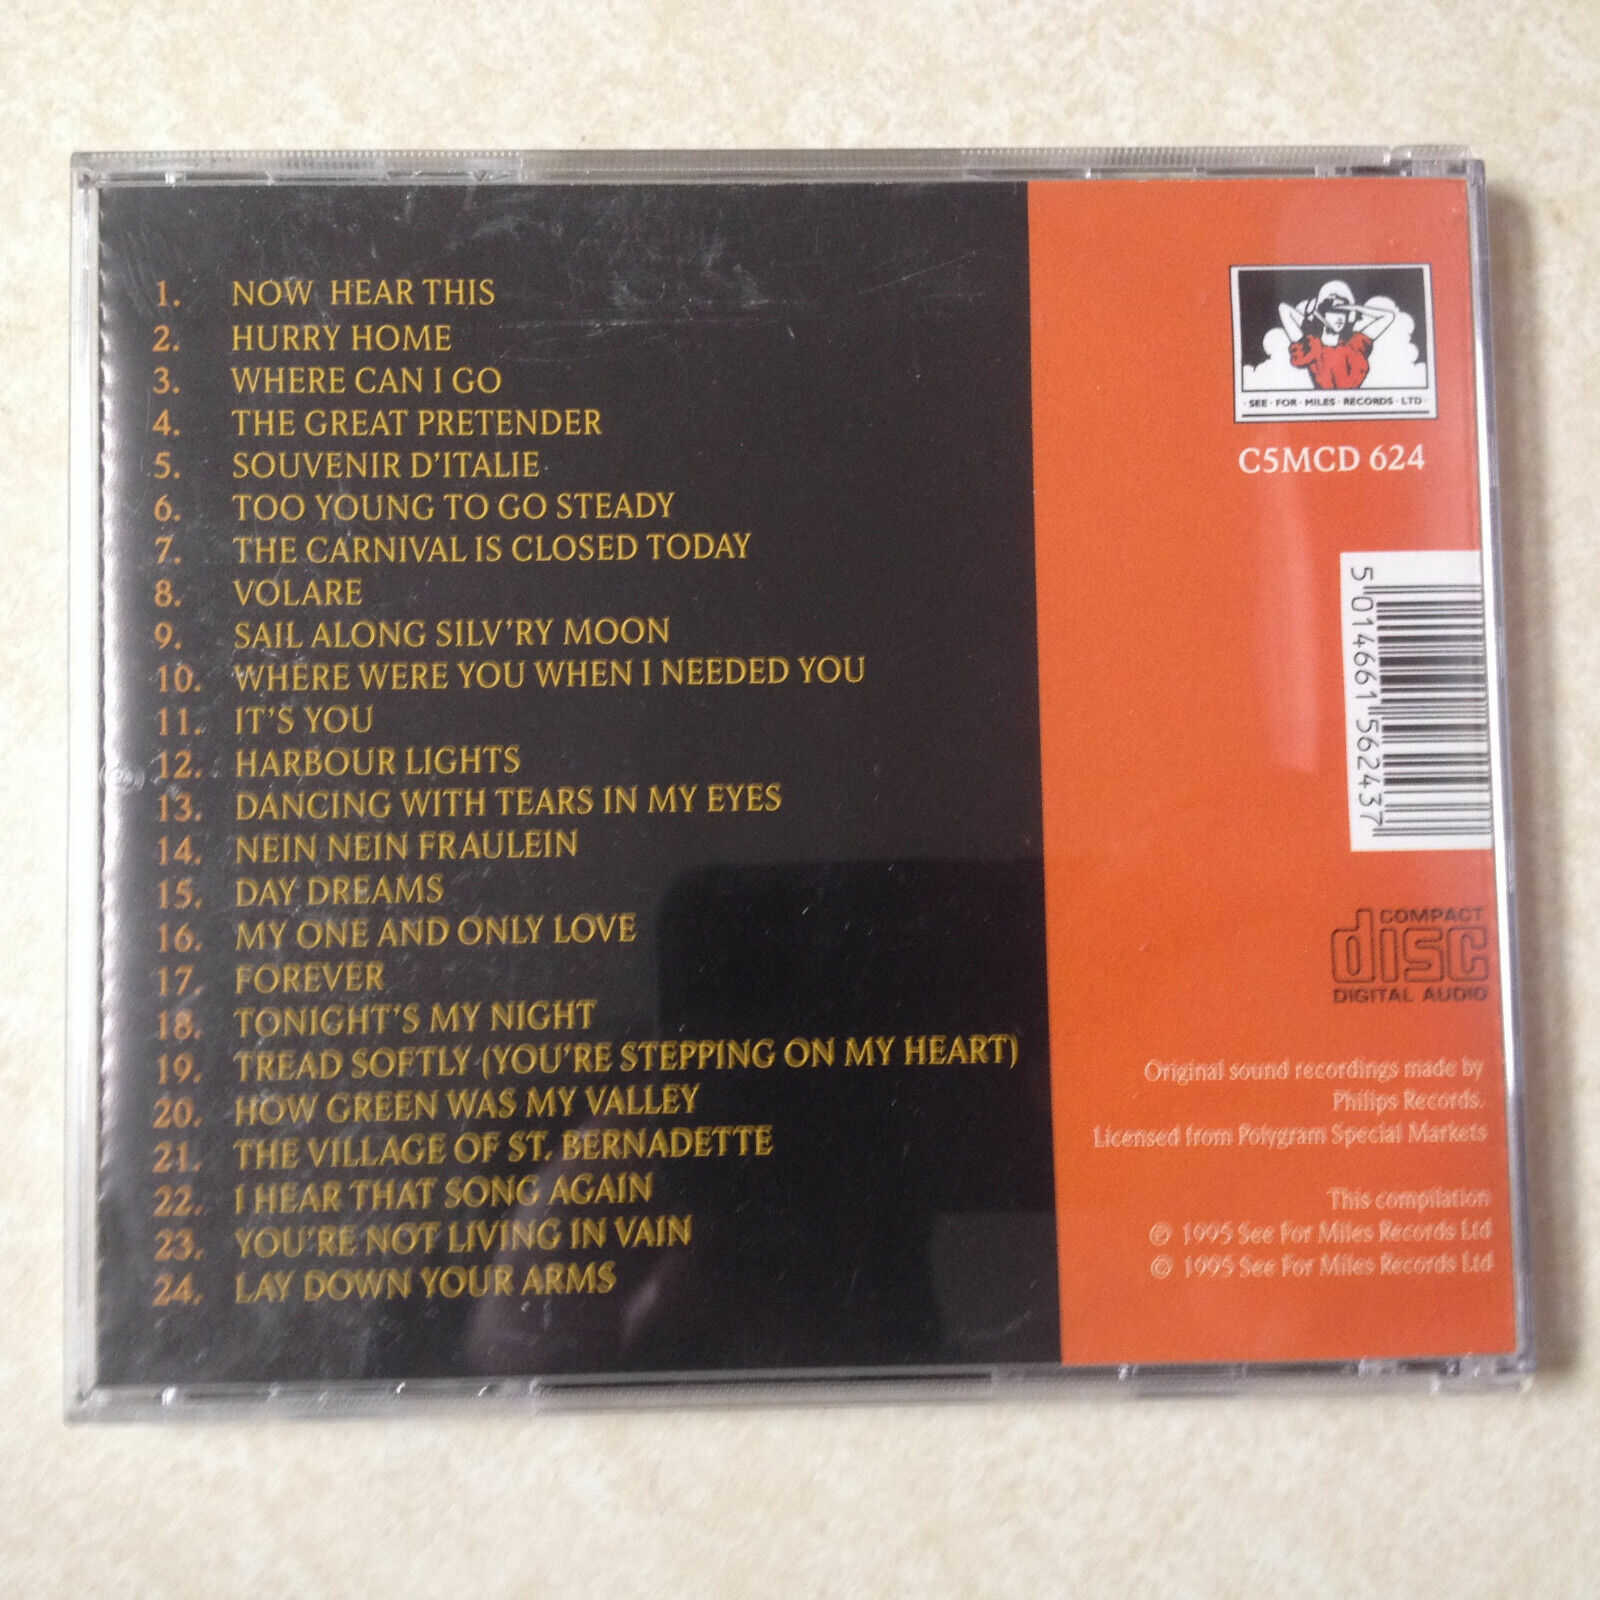 1. NOW HEAR THIS
2. HURRY HOME
3. WHERE CAN I GO
4. THE GREAT PRETENDER
5. SOUVENIR D'ITALIE
6. TOO YOUNG TO GO STEADY
7. THE CARNIVAL IS CLOSED TODAY
8. VOLARE
9. SAIL ALONG SILV'RY MOON
10. WHERE WERE YOU WHEN I NEEDED YOU
11. IT'S YOU
12. HARBOUR LIGHTS
13. DANCING WITH TEARS IN MY EYES
14. NEIN NEIN FRAULEIN
15. DAY DREAMS
16. MY ONE AND ONLY LOVE
17. FOREVER
18. TONIGHT'S MY NIGHT
19. TREAD SOFTLY (YOU'RE STEPPING ON MY HEART)
20. HOW GREEN WAS MY VALLEY
21. THE VILLAGE OF ST. BERNADETTE
22. I HEAR THAT SONG AGAIN
23. YOU'RE NOT LIVING IN VAIN
24. LAY DOWN YOUR ARMS
· SEE · FOR · MILES · RECORDS · LTD ·
C5MCD 624
5 014661 562437
COMPACT
disc
DIGITAL AUDIO
Original sound recordings made by
Philips Records.
Licensed from Polygram Special Markets
This compilation
℗ 1995 See For Miles Records Ltd
© 1995 See For Miles Records Ltd